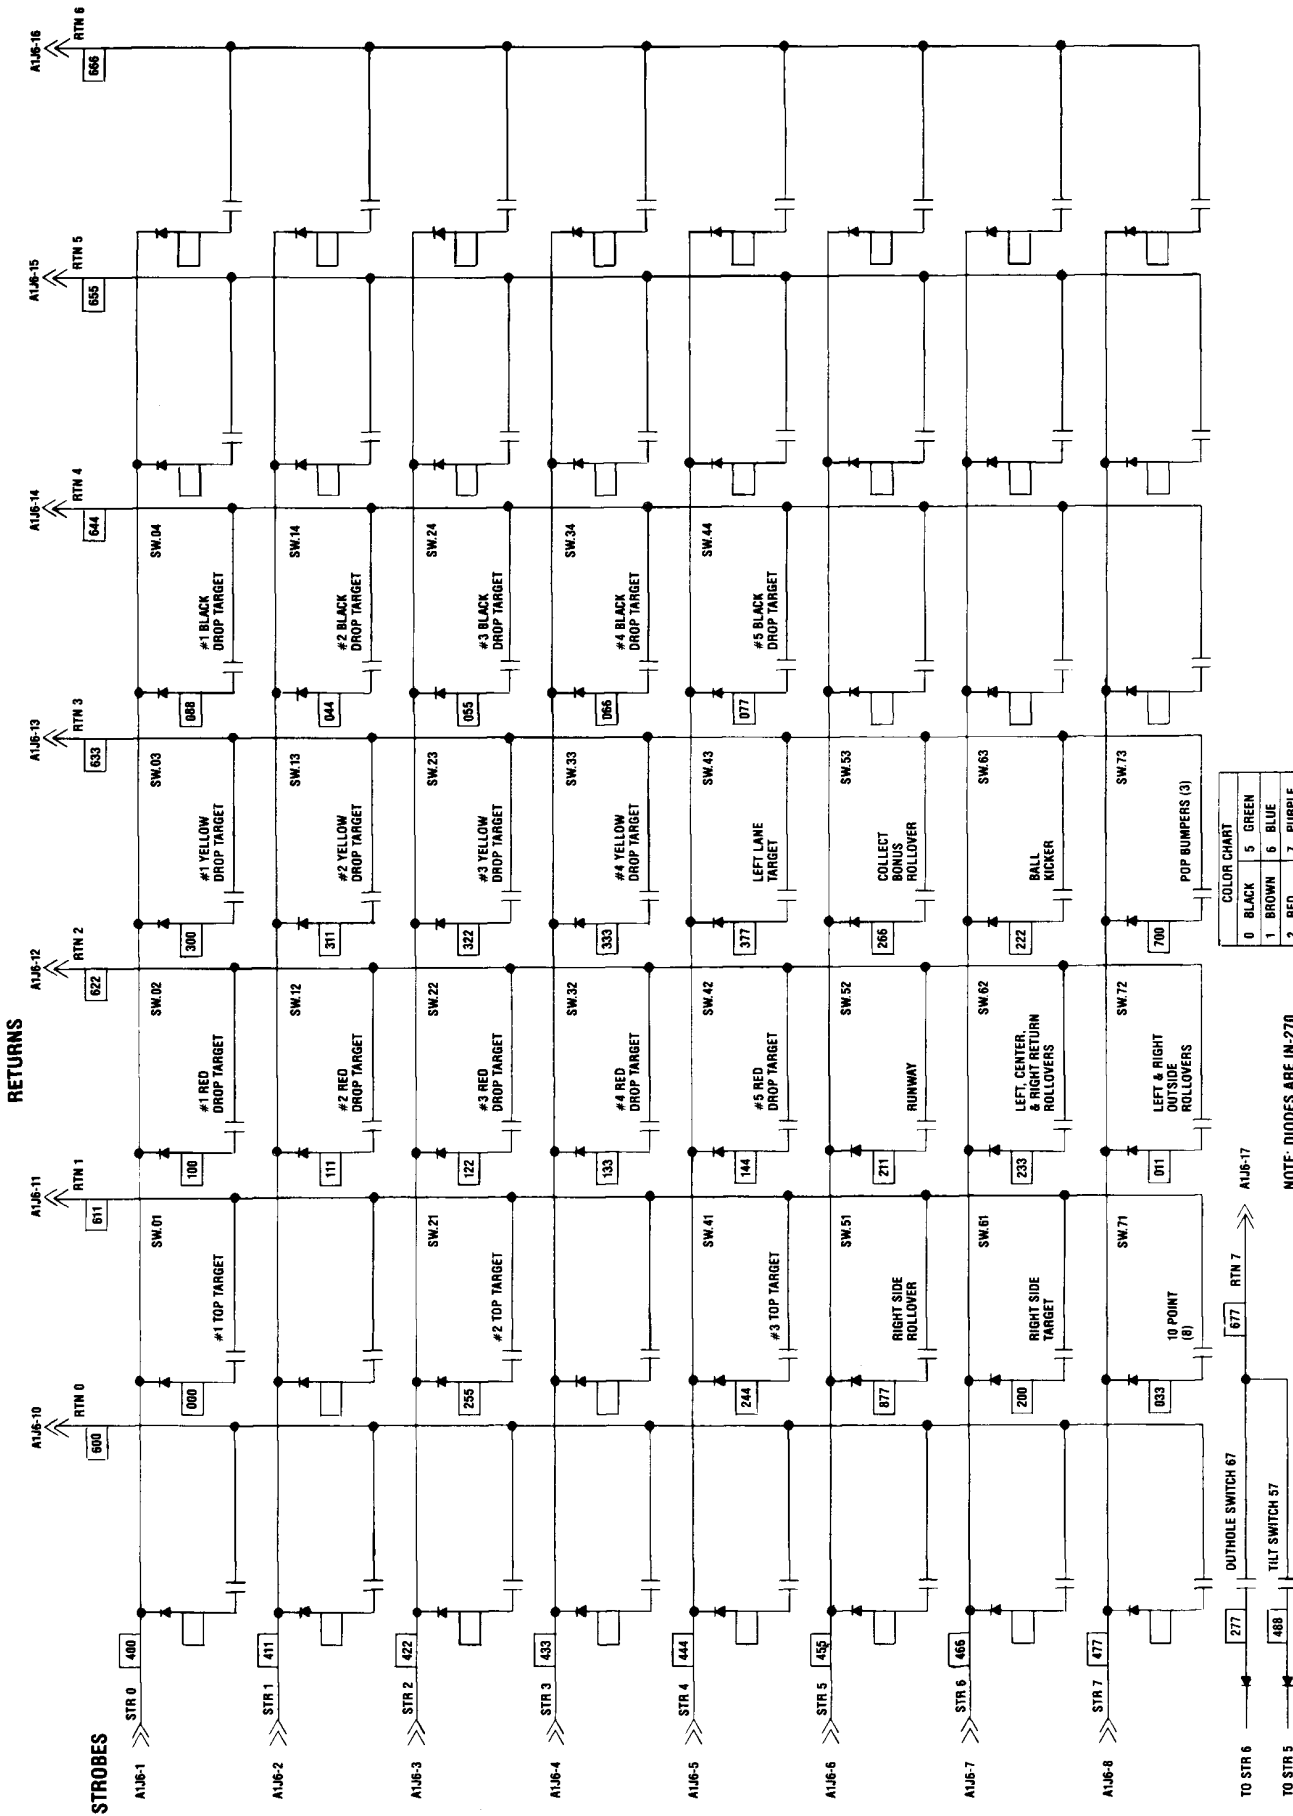 RETURNS
STROBES
A1J6-10
A1J6-11
A1J6-12
A1J6-13
A1J6-14
A1J6-15
A1J6-16
RTN 0
RTN 1
RTN 2
RTN 3
RTN 4
RTN 5
RTN 6
600
611
622
633
644
655
666
A1J6-1
STR 0
400
000
#1 TOP TARGET
SW.01
100
#1 RED
DROP TARGET
SW.02
300
#1 YELLOW
DROP TARGET
SW.03
088
#1 BLACK
DROP TARGET
SW.04
A1J6-2
STR 1
411
111
#2 RED
DROP TARGET
SW.12
311
#2 YELLOW
DROP TARGET
SW.13
044
#2 BLACK
DROP TARGET
SW.14
A1J6-3
STR 2
422
255
#2 TOP TARGET
SW.21
122
#3 RED
DROP TARGET
SW.22
322
#3 YELLOW
DROP TARGET
SW.23
055
#3 BLACK
DROP TARGET
SW.24
A1J6-4
STR 3
433
133
#4 RED
DROP TARGET
SW.32
333
#4 YELLOW
DROP TARGET
SW.33
066
#4 BLACK
DROP TARGET
SW.34
A1J6-5
STR 4
444
244
#3 TOP TARGET
SW.41
144
#5 RED
DROP TARGET
SW.42
377
LEFT LANE
TARGET
SW.43
077
#5 BLACK
DROP TARGET
SW.44
A1J6-6
STR 5
455
877
RIGHT SIDE
ROLLOVER
SW.51
211
RUNWAY
SW.52
266
COLLECT
BONUS
ROLLOVER
SW.53
A1J6-7
STR 6
466
200
RIGHT SIDE
TARGET
SW.61
233
LEFT, CENTER,
& RIGHT RETURN
ROLLOVERS
SW.62
222
BALL
KICKER
SW.63
A1J6-8
STR 7
477
033
10 POINT
(8)
SW.71
011
LEFT & RIGHT
OUTSIDE
ROLLOVERS
SW.72
700
POP BUMPERS (3)
SW.73
TO STR 6
277
OUTHOLE SWITCH 67
677
RTN 7
A1J6-17
TO STR 5
488
TILT SWITCH 57
NOTE: DIODES ARE IN-270
COLOR CHART
0 BLACK 5 GREEN
1 BROWN 6 BLUE
2 RED 7 PURPLE